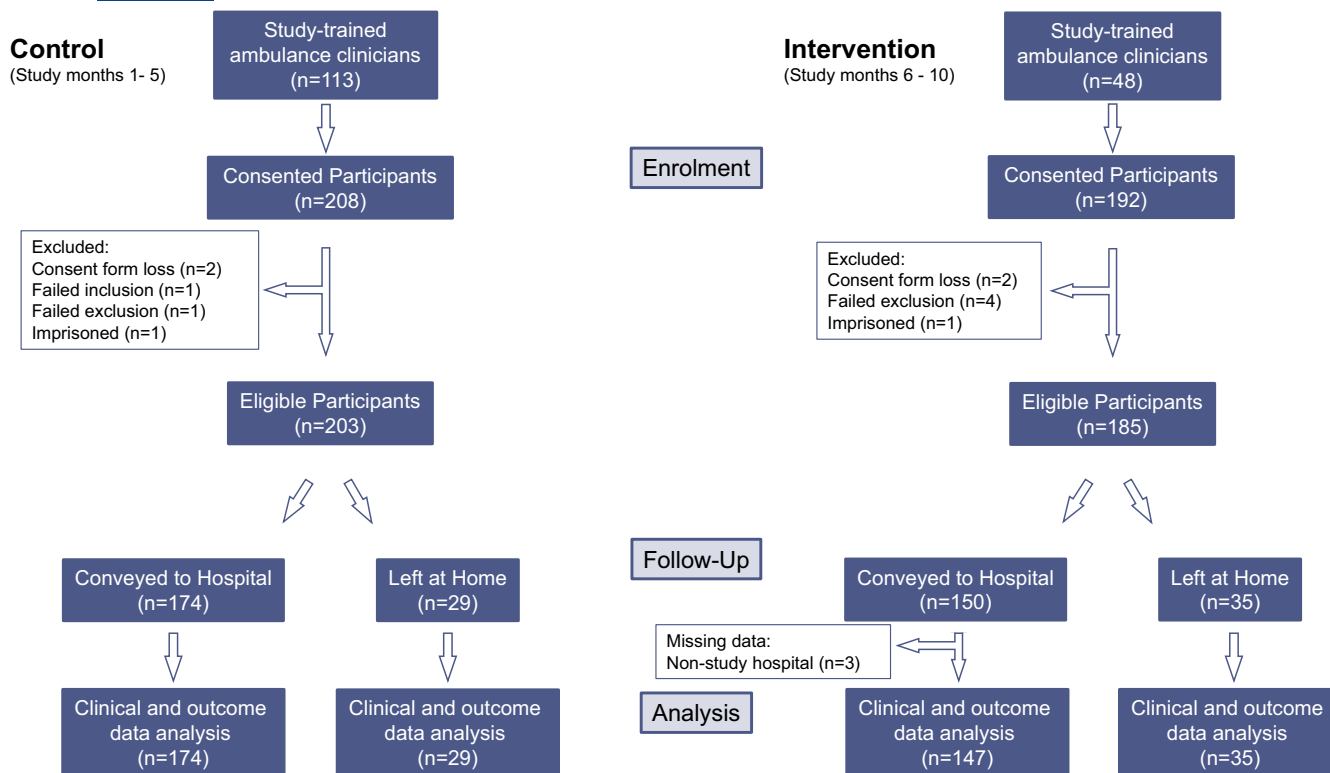 Control
(Study months 1- 5)
Study-trained
ambulance clinicians
(n=113)
Consented Participants
(n=208)
Excluded:
Consent form loss (n=2)
Failed inclusion (n=1)
Failed exclusion (n=1)
Imprisoned (n=1)
Eligible Participants
(n=203)
Conveyed to Hospital
(n=174)
Left at Home
(n=29)
Clinical and outcome
data analysis
(n=174)
Clinical and outcome
data analysis
(n=29)
Enrolment
Follow-Up
Analysis
Intervention
(Study months 6 - 10)
Study-trained
ambulance clinicians
(n=48)
Consented Participants
(n=192)
Excluded:
Consent form loss (n=2)
Failed exclusion (n=4)
Imprisoned (n=1)
Eligible Participants
(n=185)
Conveyed to Hospital
(n=150)
Left at Home
(n=35)
Missing data:
Non-study hospital (n=3)
Clinical and outcome
data analysis
(n=147)
Clinical and outcome
data analysis
(n=35)